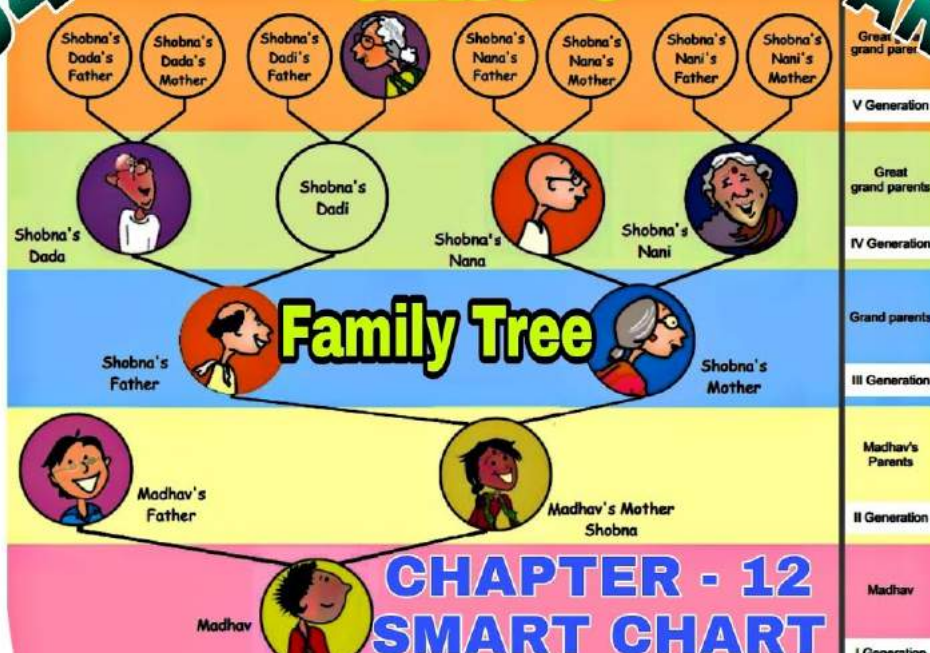 Shobna's
Dada's
Father
Shobna's
Dada's
Mother
Shobna's
Dadi's
Father
Shobna's
Nana's
Father
Shobna's
Nana's
Mother
Shobna's
Nani's
Father
Shobna's
Nani's
Mother
grand
V Generation
Shobna's
Dada
Shobna's
Dadi
Shobna's
Nana
Shobna's
Nani
Great
grand parents
IV Generation
Family Tree
Shobna's
Father
Shobna's
Mother
Grand parents
III Generation
Madhav's
Father
Madhav's Mother
Shobna
Madhav's
Parents
II Generation
Madhav
CHAPTER - 12
SMART CHART
Madhav
I Generation